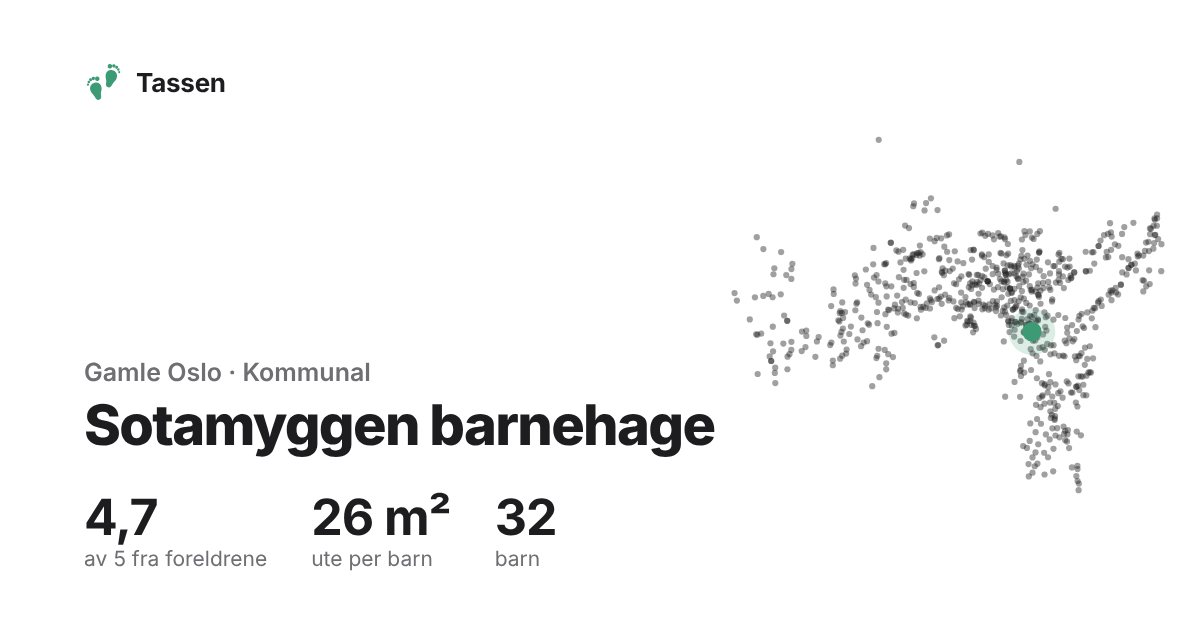 Tassen
Gamle Oslo · Kommunal
Sotamyggen barnehage
4,7 26 m² 32
av 5 fra foreldrene ute per barn barn